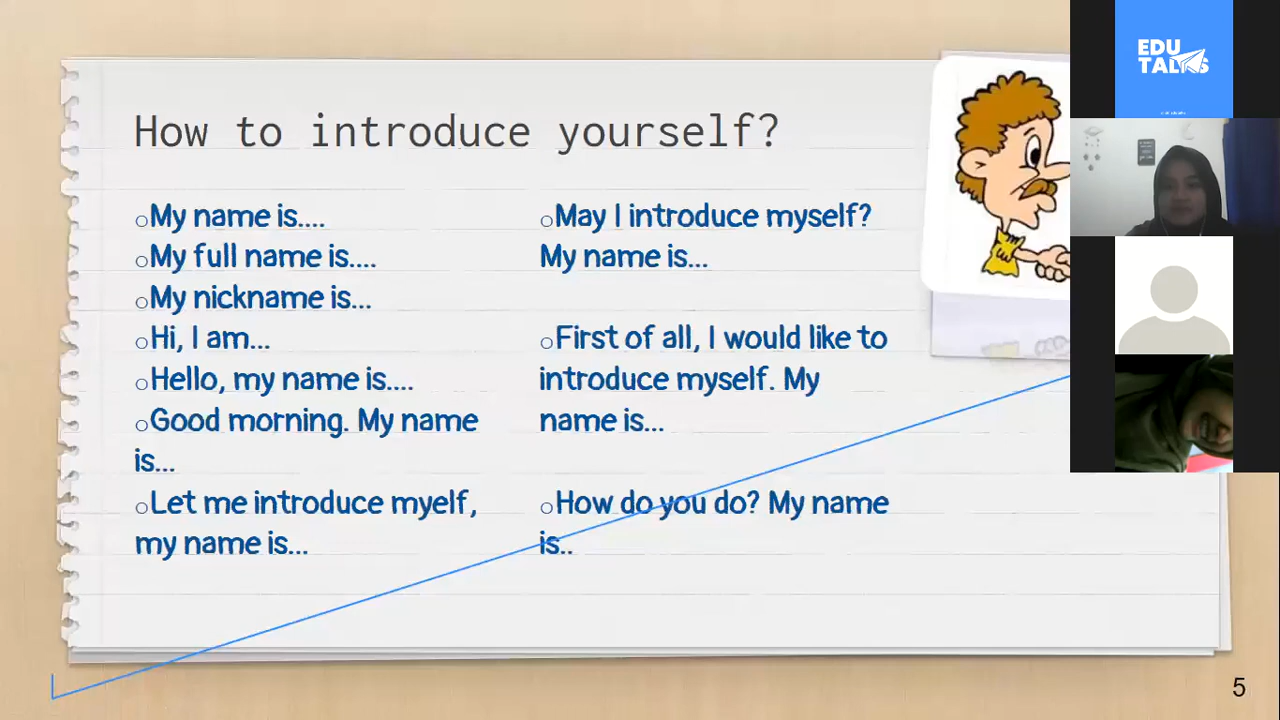 How to introduce yourself?
○My name is....
○My full name is....
○My nickname is...
○Hi, I am...
○Hello, my name is....
○Good morning. My name
is...
○Let me introduce myelf,
my name is...
○May I introduce myself?
My name is...
○First of all, I would like to
introduce myself. My
name is...
○How do you do? My name
is..
EDU
TALKS
5